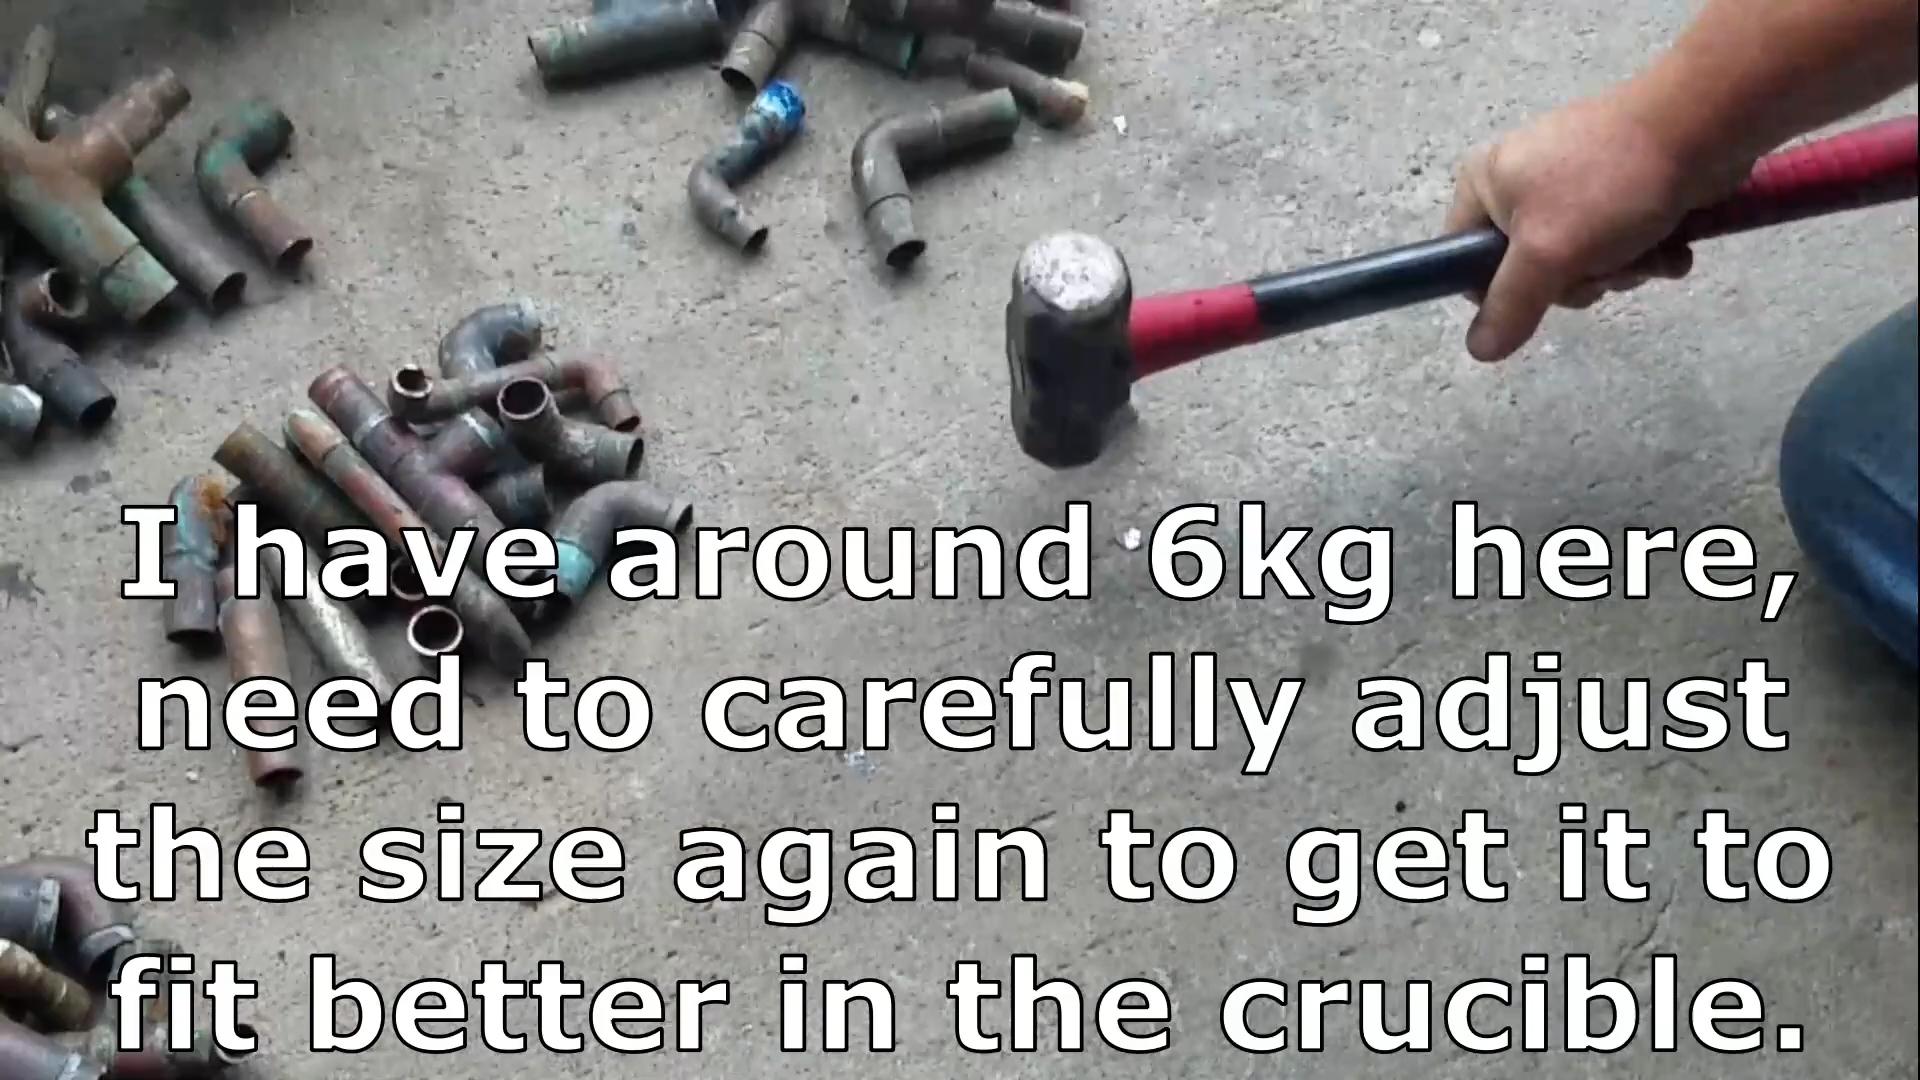 I have around 6kg here,
need to carefully adjust
the size again to get it to
fit better in the crucible.